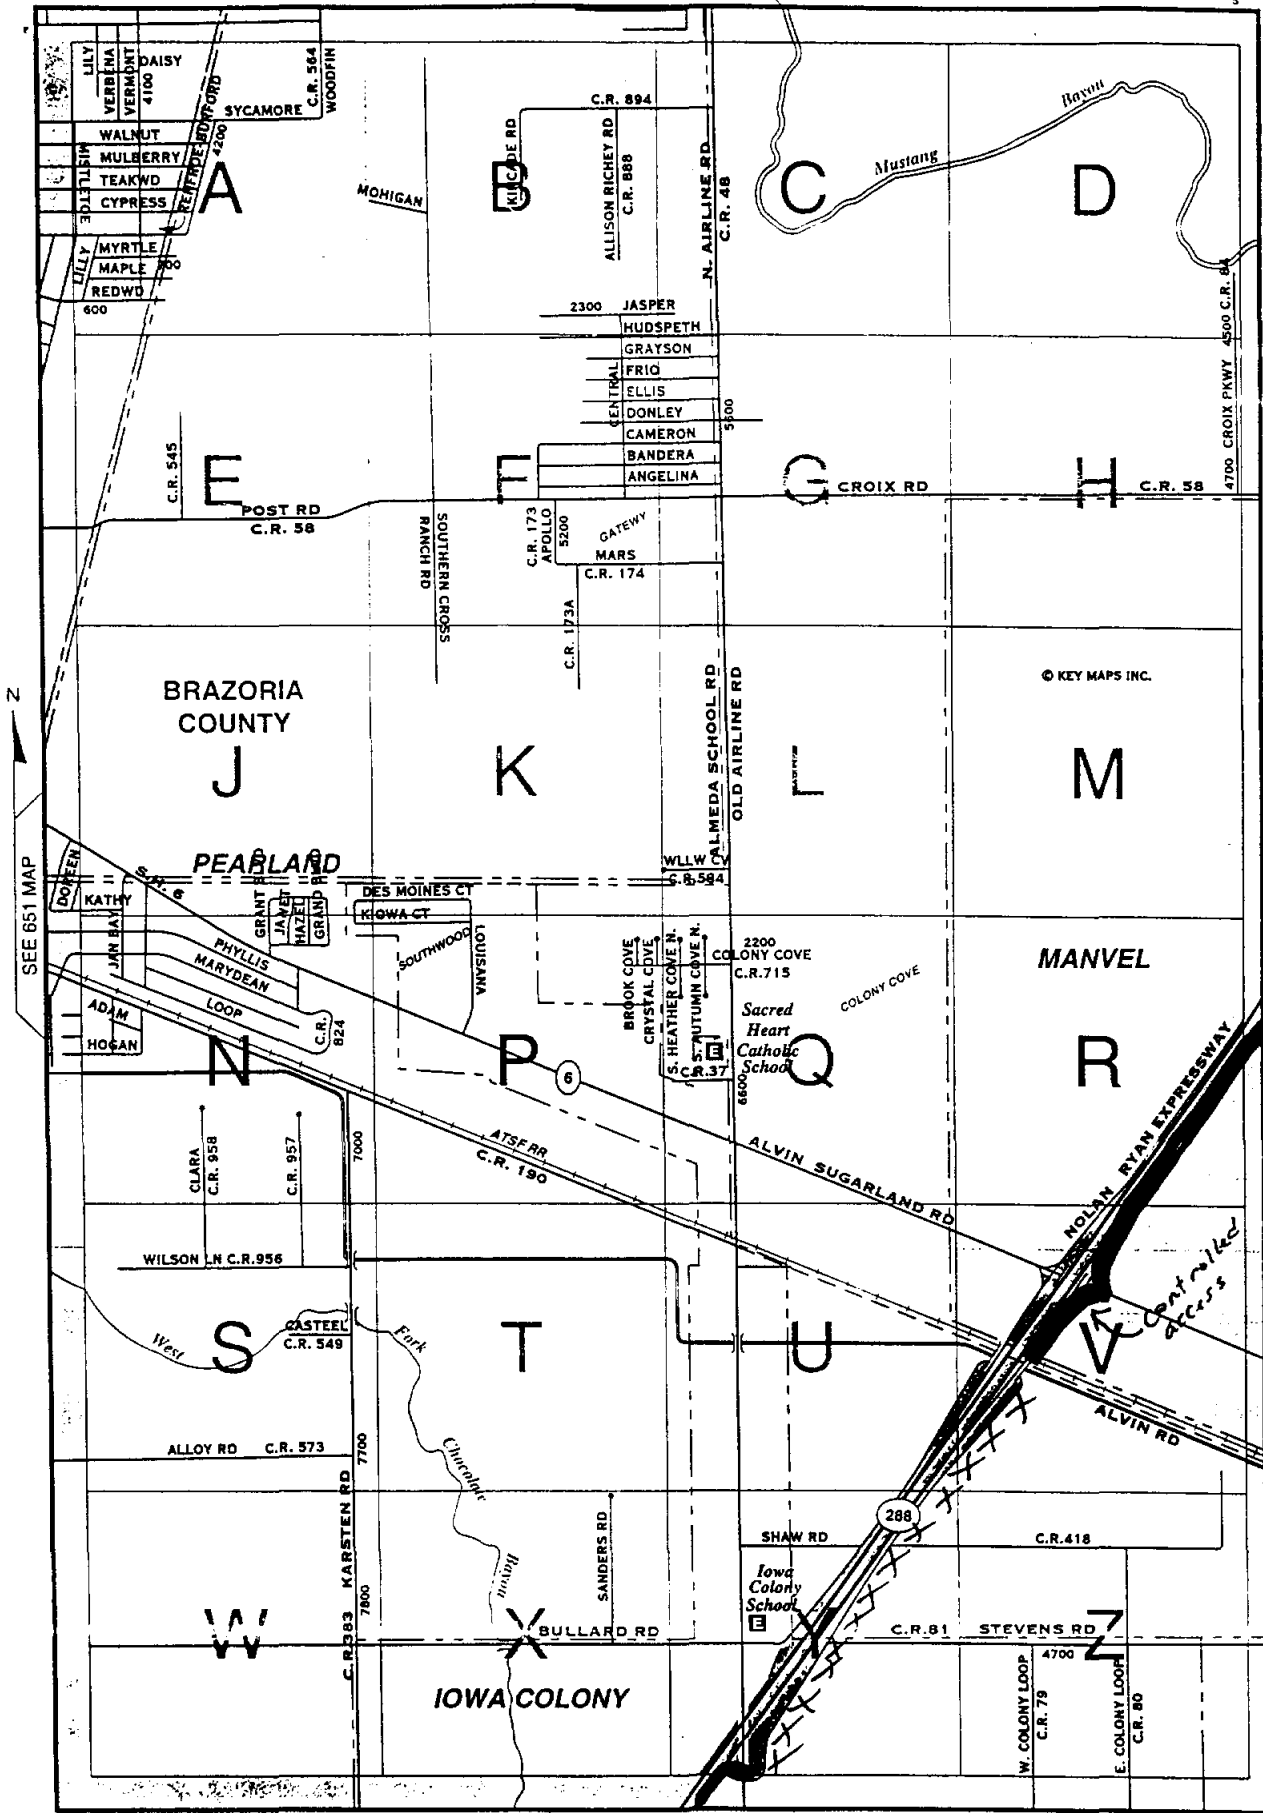 LILY
VERBENA
VERMONT
DAISY
4100
C.R. 564
WOODFIN
SYCAMORE
RENFROE-BURFORD
4200
WALNUT
MULBERRY
TEAKWD
CYPRESS
MISTLETOE
MYRTLE
LILLY
MAPLE
REDWD
600
A
MOHIGAN
B
KINCADE RD
C.R. 894
ALLISON RICHEY RD
C.R. 888
N. AIRLINE RD
C.R. 48
C
Mustang
Bayou
D
2300 JASPER
HUDSPETH
GRAYSON
FRIO
ELLIS
DONLEY
CAMERON
BANDERA
ANGELINA
CENTRAL
5600
4700 CROIX PKWY 4500 C.R. 84
C.R. 545
E
F
G
CROIX RD
H
C.R. 58
POST RD
C.R. 58
SOUTHERN CROSS
RANCH RD
C.R. 173
APOLLO
5200
GATEWY
MARS
C.R. 174
C.R. 173A
© KEY MAPS INC.
BRAZORIA
COUNTY
N
SEE 651 MAP
J
K
L
M
ALMEDA SCHOOL RD
OLD AIRLINE RD
PEARLAND
WLLW CV
C.R.584
DOREEN
S.H. 6
KATHY
JAN BAY
JANET
HAZEL
DES MOINES CT
KIOWA CT
SOUTHWOOD
LOUISANA
PHYLLIS
MARYDEAN
LOOP
ADAM
HOGAN
C.R.
824
N
P
6
BROOK COVE
CRYSTAL COVE
S. HEATHER COVE N.
S. AUTUMN COVE N.
2200
COLONY COVE
C.R.715
COLONY COVE
Sacred
Heart
Catholic
School
E
C.R.37
6600
Q
MANVEL
R
NOLAN RYAN EXPRESSWAY
CLARA
C.R. 958
C.R. 957
7000
ATSF RR
C.R. 190
ALVIN SUGARLAND RD
WILSON LN C.R.956
Controlled
access
West
CASTEEL
C.R. 549
Fork
S
T
U
V
ALVIN RD
ALLOY RD C.R. 573
7700
Chocolate
Bayou
288
SHAW RD
C.R.418
KARSTEN RD
C.R.383
7800
SANDERS RD
Iowa
Colony
School
E
W
X
BULLARD RD
Y
C.R.81
STEVENS RD
4700
Z
IOWA COLONY
W. COLONY LOOP
C.R. 79
E. COLONY LOOP
C.R. 80